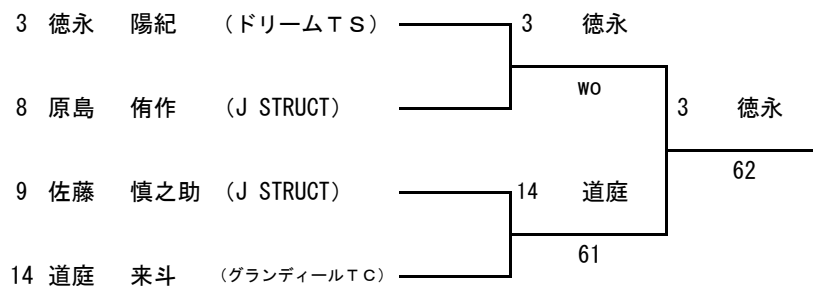 3 徳永 陽紀 （ドリームＴＳ） 3 徳永
wo
8 原島 侑作 （J STRUCT） 3 徳永
62
9 佐藤 慎之助 （J STRUCT） 14 道庭
61
14 道庭 来斗 （グランディールＴＣ）